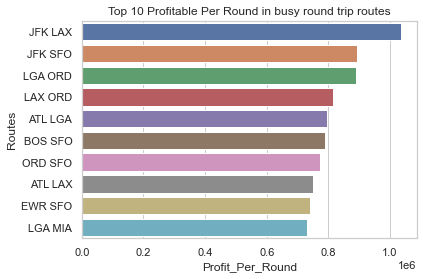 Top 10 Profitable Per Round in busy round trip routes
Routes
JFK LAX
JFK SFO
LGA ORD
LAX ORD
ATL LGA
BOS SFO
ORD SFO
ATL LAX
EWR SFO
LGA MIA
0.0 0.2 0.4 0.6 0.8 1.0
1e6
Profit_Per_Round